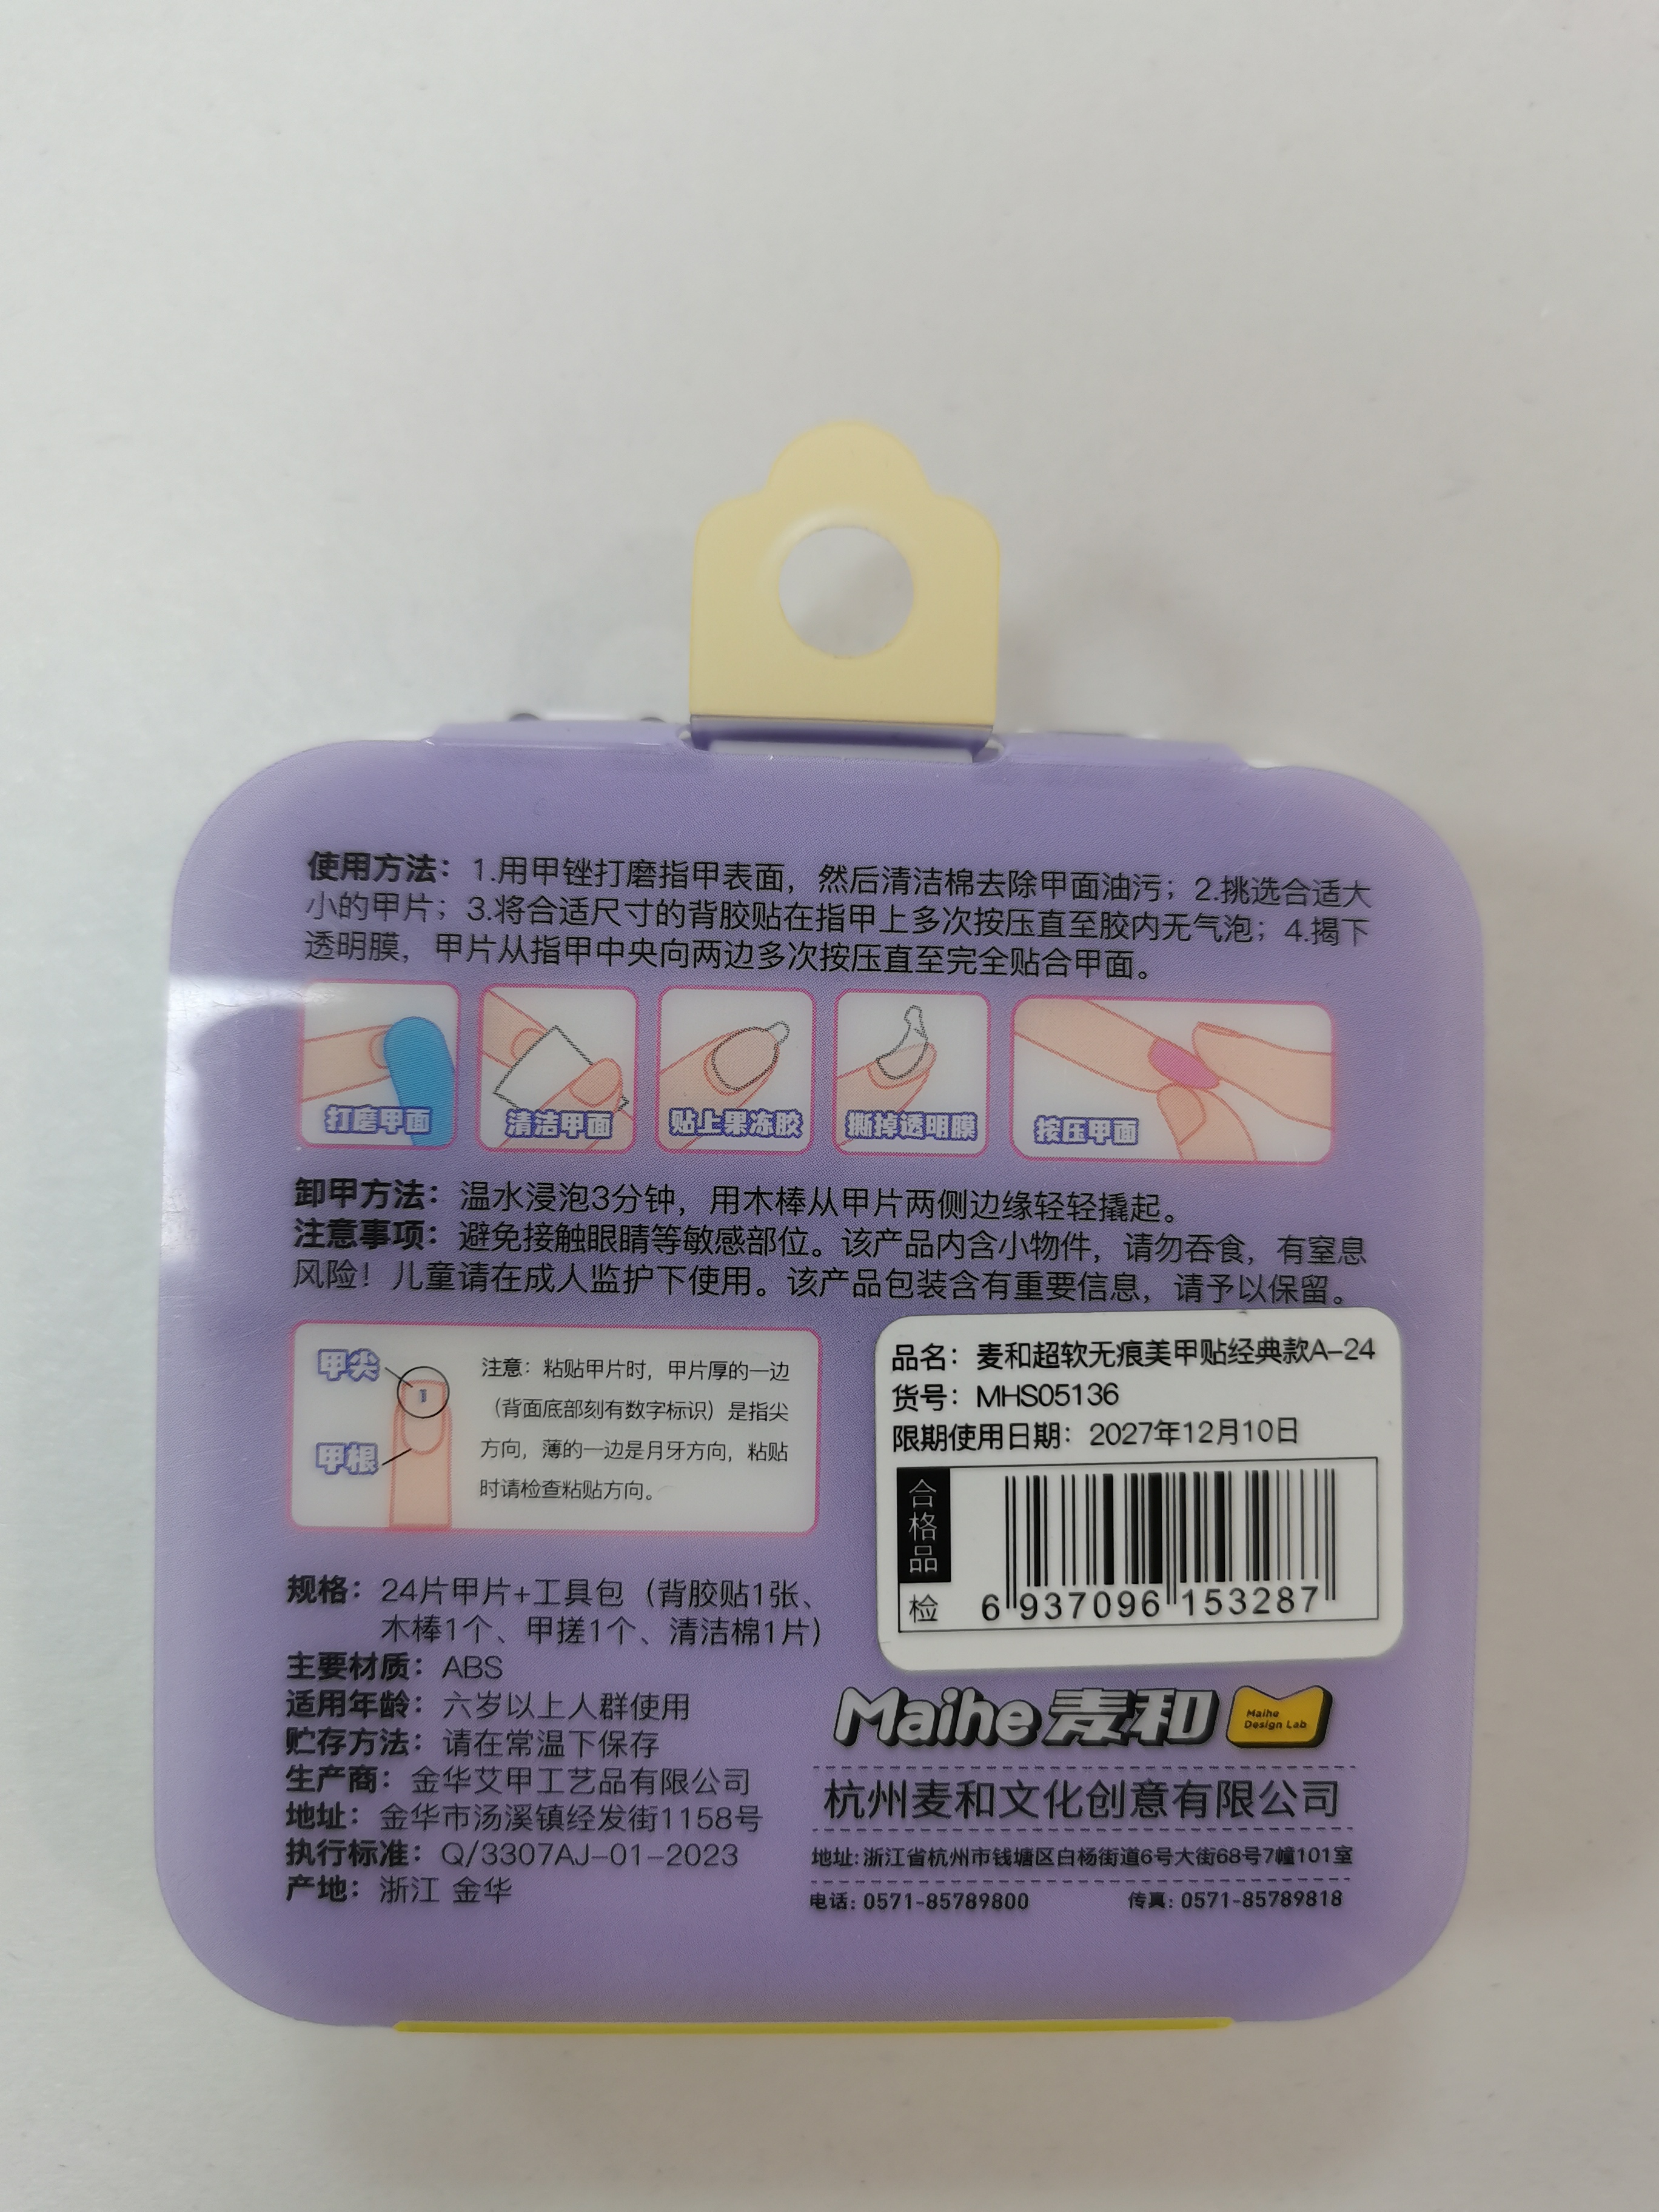 使用方法：1.用甲锉打磨指甲表面，然后清洁棉去除甲面油污；2.挑选合适大
小的甲片；3.将合适尺寸的背胶贴在指甲上多次按压直至胶内无气泡；4.揭下
透明膜，甲片从指甲中央向两边多次按压直至完全贴合甲面。
打磨甲面
清洁甲面
贴上果冻胶
撕掉透明膜
按压甲面
卸甲方法：温水浸泡3分钟，用木棒从甲片两侧边缘轻轻撬起。
注意事项：避免接触眼睛等敏感部位。该产品内含小物件，请勿吞食，有窒息
风险！儿童请在成人监护下使用。该产品包装含有重要信息，请予以保留。
甲尖
1
甲根
注意：粘贴甲片时，甲片厚的一边
（背面底部刻有数字标识）是指尖
方向，薄的一边是月牙方向，粘贴
时请检查粘贴方向。
品名：麦和超软无痕美甲贴经典款A-24
货号：MHS05136
限期使用日期：2027年12月10日
合格品
检
6 937096 153287
规格：24片甲片+工具包（背胶贴1张、
木棒1个、甲搓1个、清洁棉1片）
主要材质：ABS
适用年龄：六岁以上人群使用
贮存方法：请在常温下保存
生产商：金华艾甲工艺品有限公司
地址：金华市汤溪镇经发街1158号
执行标准：Q/3307AJ-01-2023
产地：浙江 金华
Maihe 麦和
Maihe
Design Lab
杭州麦和文化创意有限公司
地址:浙江省杭州市钱塘区白杨街道6号大街68号7幢101室
电话: 0571-85789800 传真: 0571-85789818